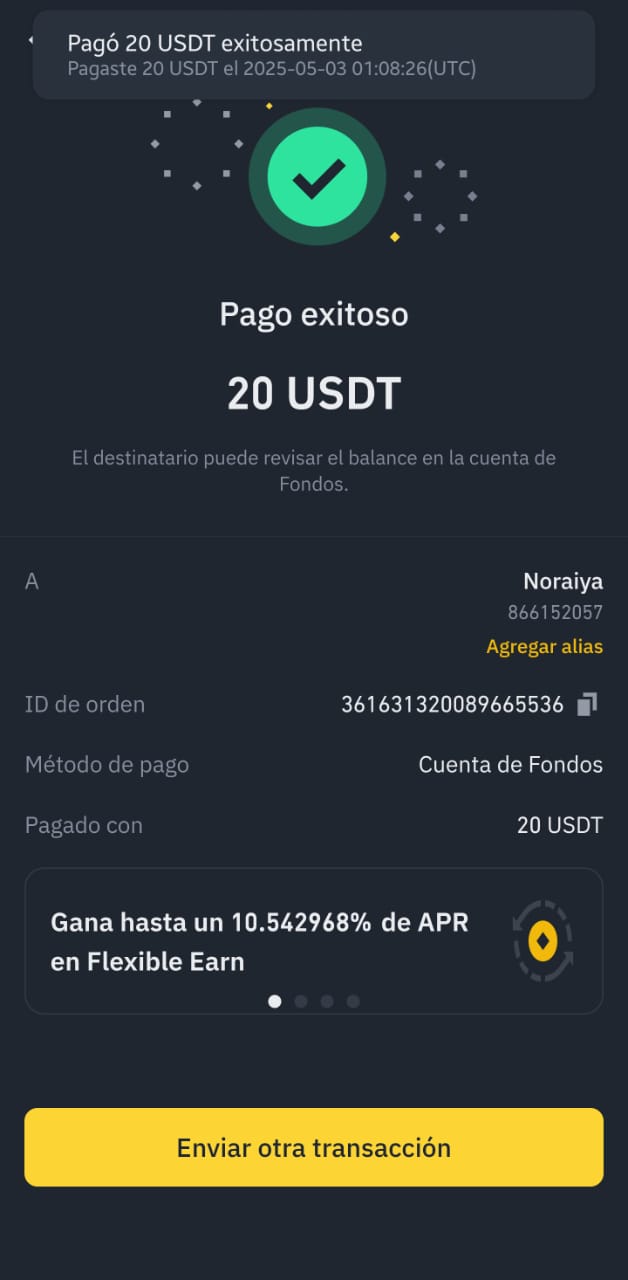 Pagó 20 USDT exitosamente
Pagaste 20 USDT el 2025-05-03 01:08:26(UTC)
Pago exitoso
20 USDT
El destinatario puede revisar el balance en la cuenta de
Fondos.
A
Noraiya
866152057
Agregar alias
ID de orden
361631320089665536
Método de pago
Cuenta de Fondos
Pagado con
20 USDT
Gana hasta un 10.542968% de APR
en Flexible Earn
Enviar otra transacción